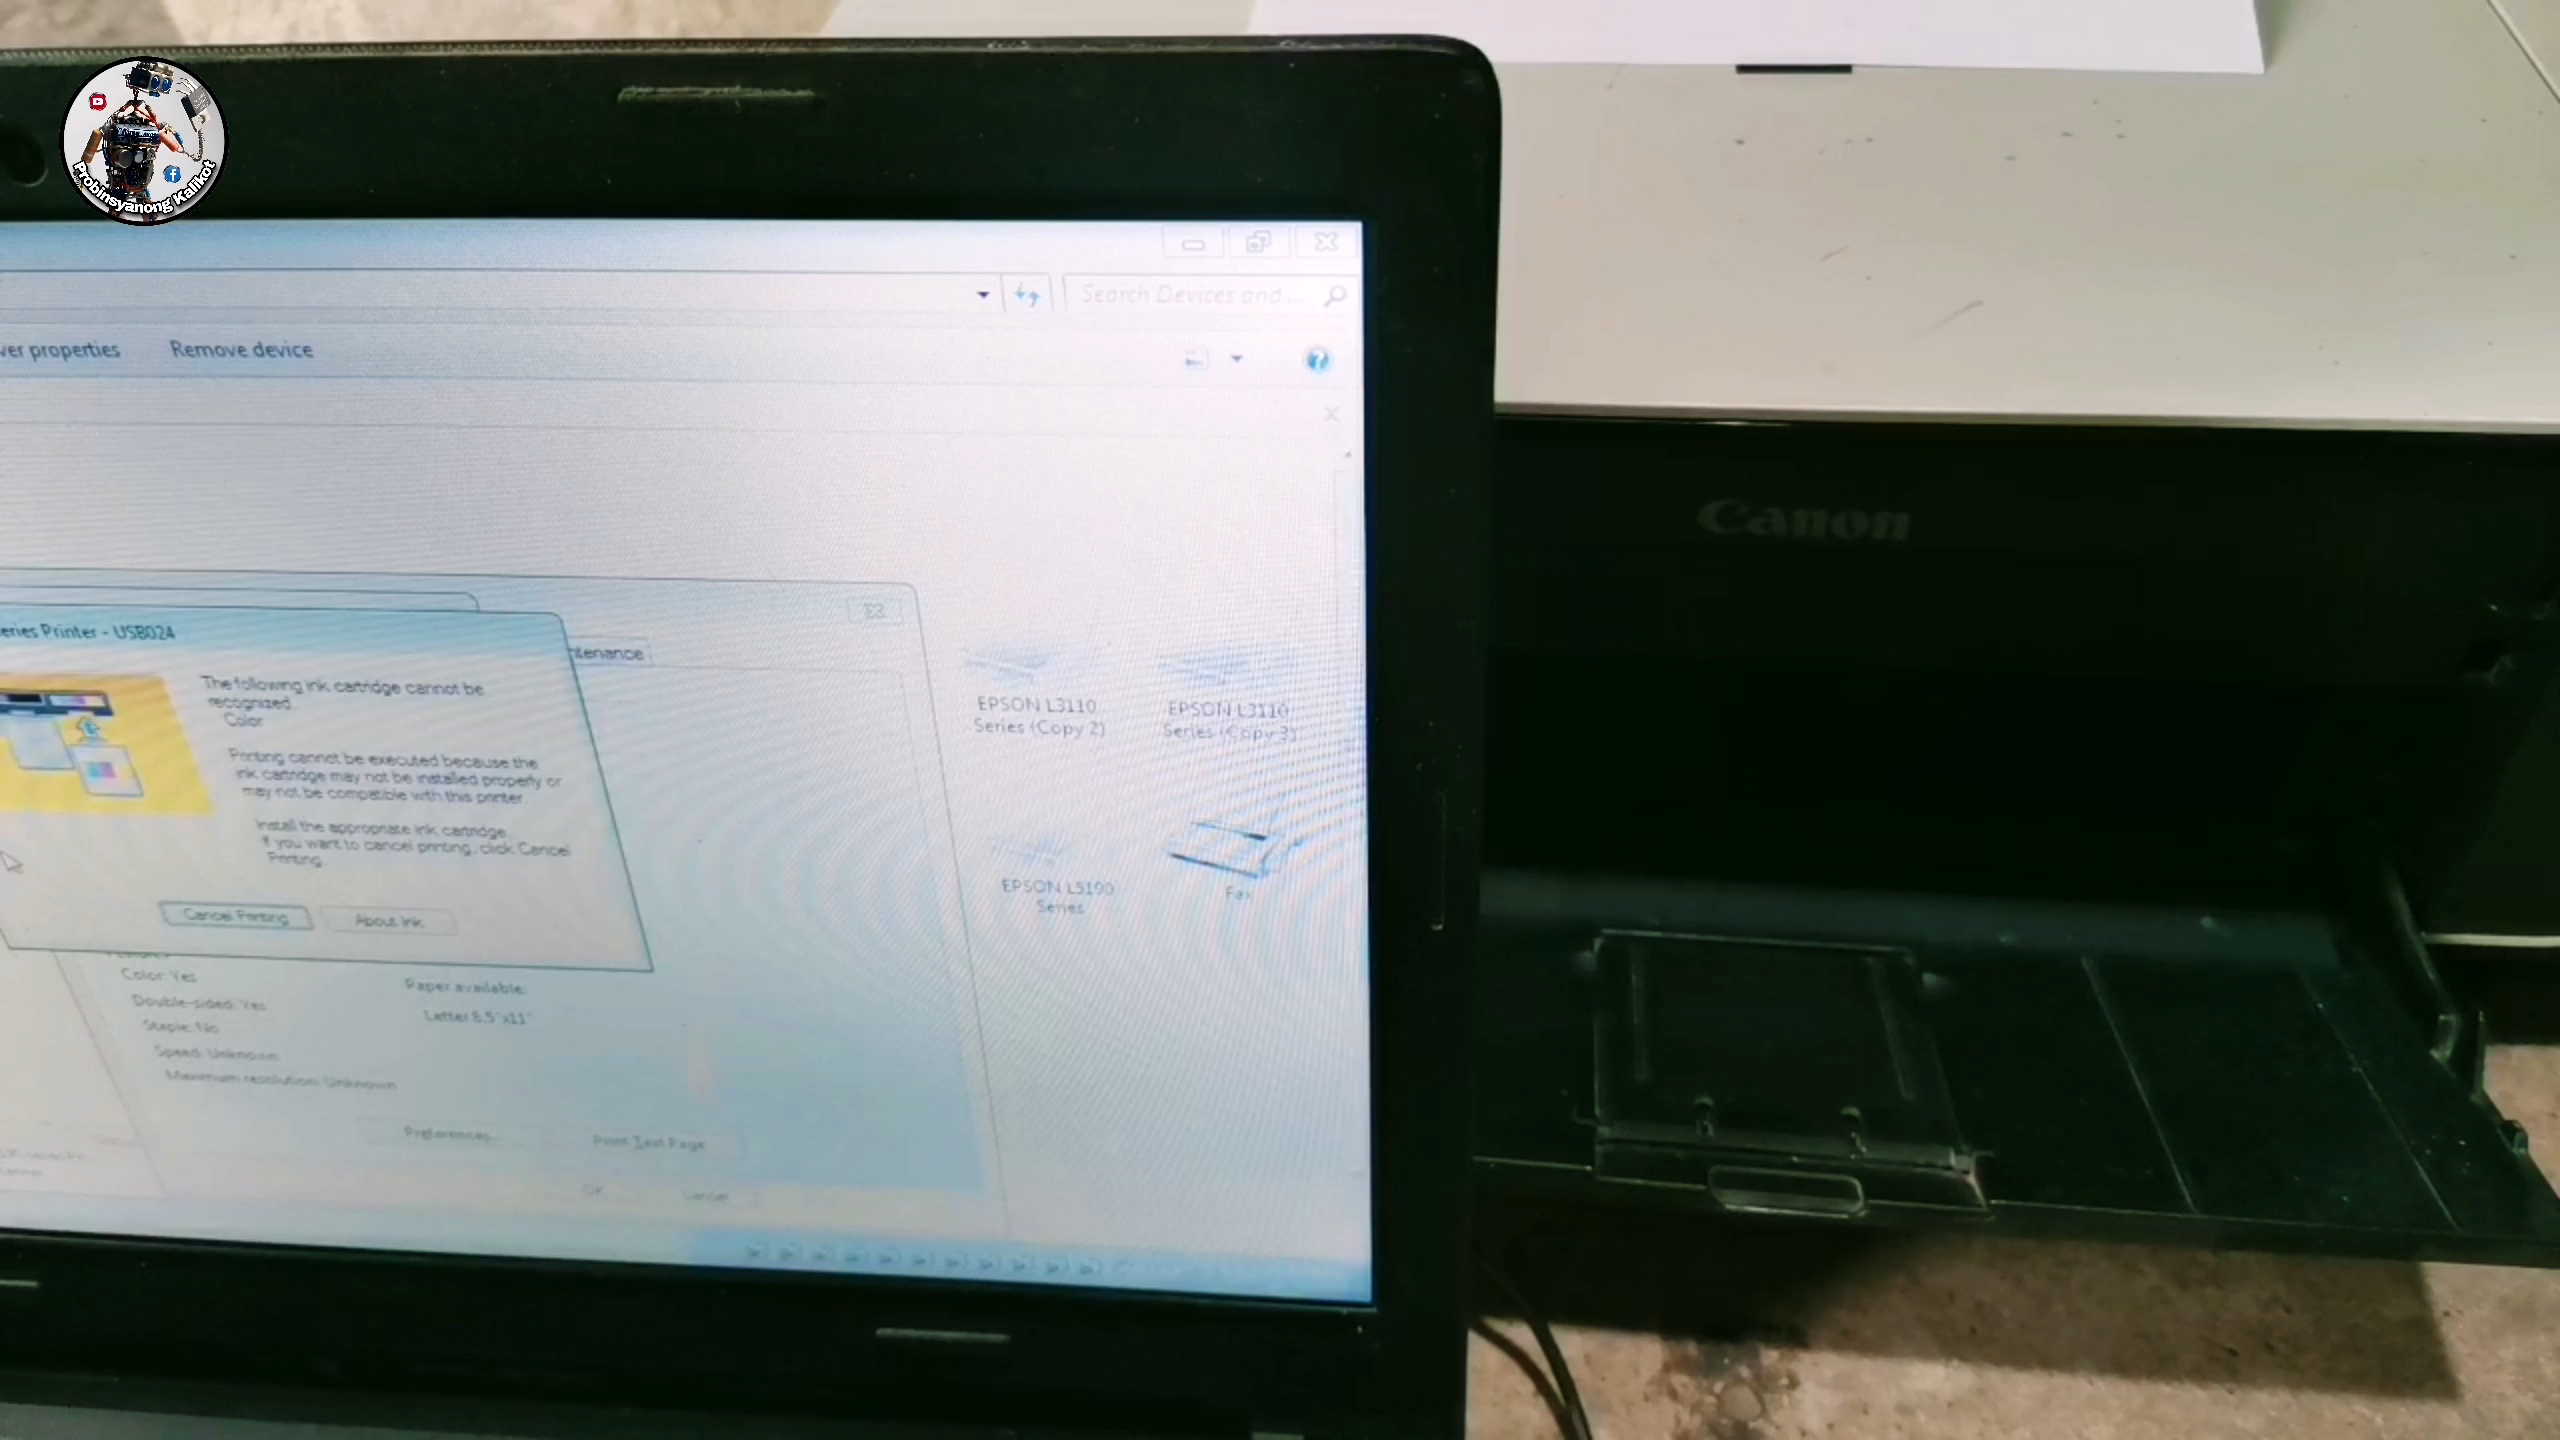 Probinsyanong Kalikot
Search Devices and ...
ver properties
Remove device
Canon
eries Printer - USB024
ntenance
The following ink cartridge cannot be
recognized.
Color
Printing cannot be executed because the
ink cartridge may not be installed properly or
may not be compatible with this printer.
Install the appropriate ink cartridge.
If you want to cancel printing, click Cancel
Printing.
Cancel Printing
About Ink
EPSON L3110
Series (Copy 2)
EPSON L3110
Series (Copy 3)
EPSON L5190
Series
Fax
Color: Yes
Double-sided: Yes
Staple: No
Speed: Unknown
Maximum resolution: Unknown
Paper available:
Letter 8.5"x11"
Preferences...
Print Test Page
OK
Cancel